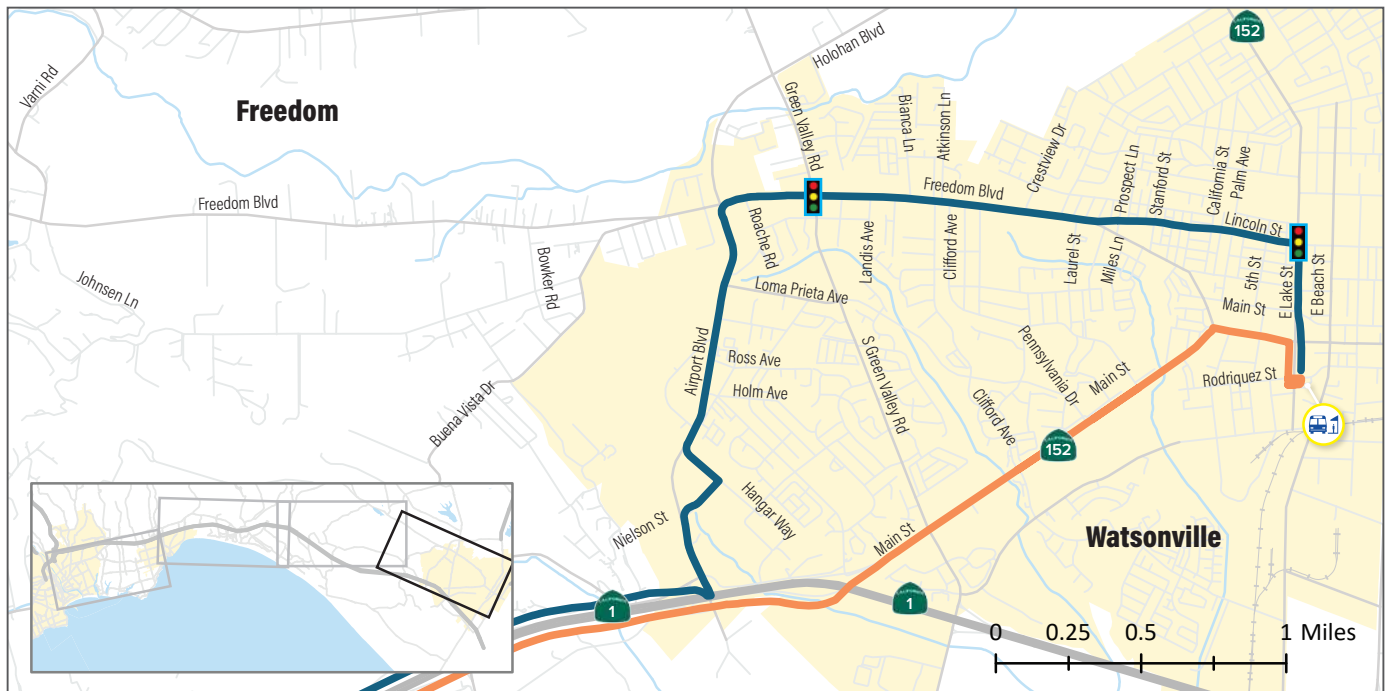 152
Holohan Blvd
Varni Rd
Freedom
Green Valley Rd
Bianca Ln
Atkinson Ln
Crestview Dr
Prospect Ln
Stanford St
California St
Palm Ave
Freedom Blvd
Freedom Blvd
Lincoln St
Roache Rd
Landis Ave
Clifford Ave
Laurel St
Miles Ln
5th St
E Lake St
E Beach St
Bowker Rd
Johnsen Ln
Loma Prieta Ave
Main St
Airport Blvd
Ross Ave
Holm Ave
S Green Valley Rd
Pennsylvania Dr
Main St
Rodriquez St
Buena Vista Dr
Clifford Ave
152
Hangar Way
Nielson St
Main St
Watsonville
1
1
0 0.25 0.5 1 Miles